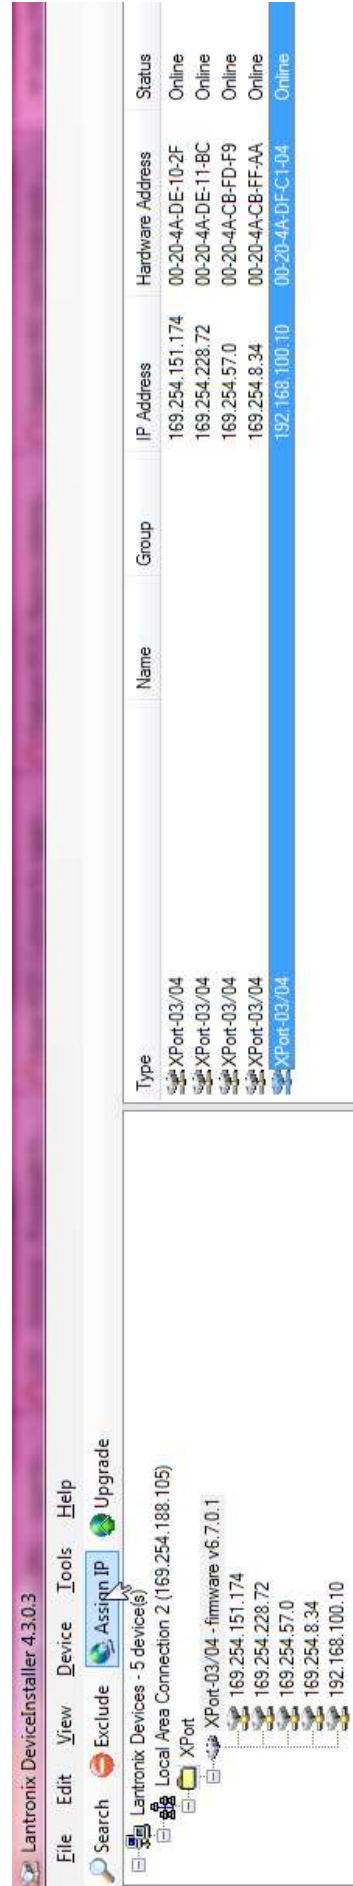 Lantronix DeviceInstaller 4.3.0.3
File Edit View Device Tools Help
Search Exclude Assign IP Upgrade
Lantronix Devices - 5 device(s)
Local Area Connection 2 (169.254.188.105)
XPort
XPort-03/04 - firmware v6.7.0.1
169.254.151.174
169.254.228.72
169.254.57.0
169.254.8.34
192.168.100.10
Type Name Group IP Address Hardware Address Status
XPort-03/04 169.254.151.174 00-20-4A-DE-10-2F Online
XPort-03/04 169.254.228.72 00-20-4A-DE-11-BC Online
XPort-03/04 169.254.57.0 00-20-4A-CB-FD-F9 Online
XPort-03/04 169.254.8.34 00-20-4A-CB-FF-AA Online
XPort-03/04 192.168.100.10 00-20-4A-DF-C1-04 Online